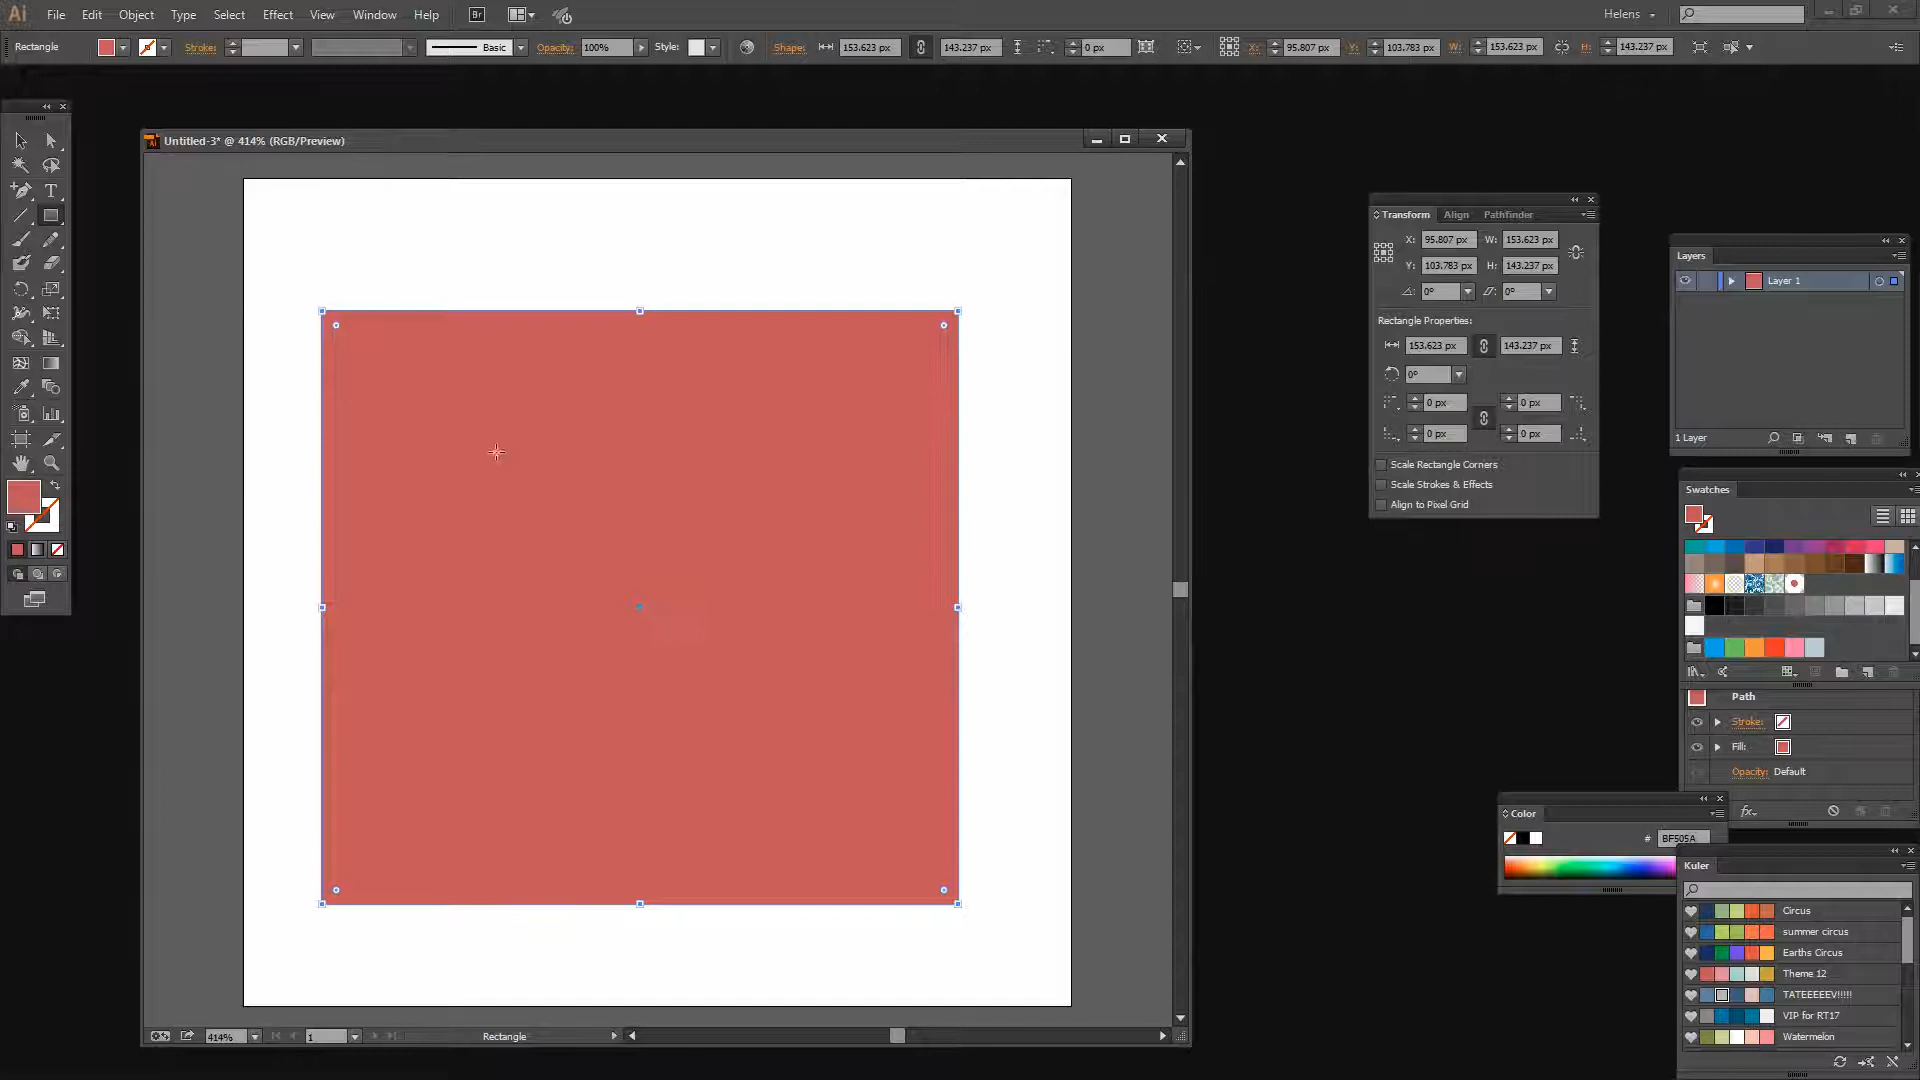 Ai File Edit Object Type Select Effect View Window Help Br Helens
Rectangle Stroke: Basic Opacity: 100% Style: Shape: 153.623 px 143.237 px 0 px X: 95.807 px Y: 103.783 px W: 153.623 px H: 143.237 px
Untitled-3* @ 414% (RGB/Preview)
T
Transform Align Pathfinder
X: 95.807 px W: 153.623 px
Y: 103.783 px H: 143.237 px
0° 0°
Rectangle Properties:
153.623 px 143.237 px
0°
0 px 0 px
0 px 0 px
Scale Rectangle Corners
Scale Strokes & Effects
Align to Pixel Grid
Layers
Layer 1
1 Layer
Swatches
Path
Stroke:
Fill:
Opacity: Default
fx
Color
# BF505A
Kuler
Circus
summer circus
Earths Circus
Theme 12
TATEEEEEV!!!!!
VIP for RT17
Watermelon
414% 1 Rectangle